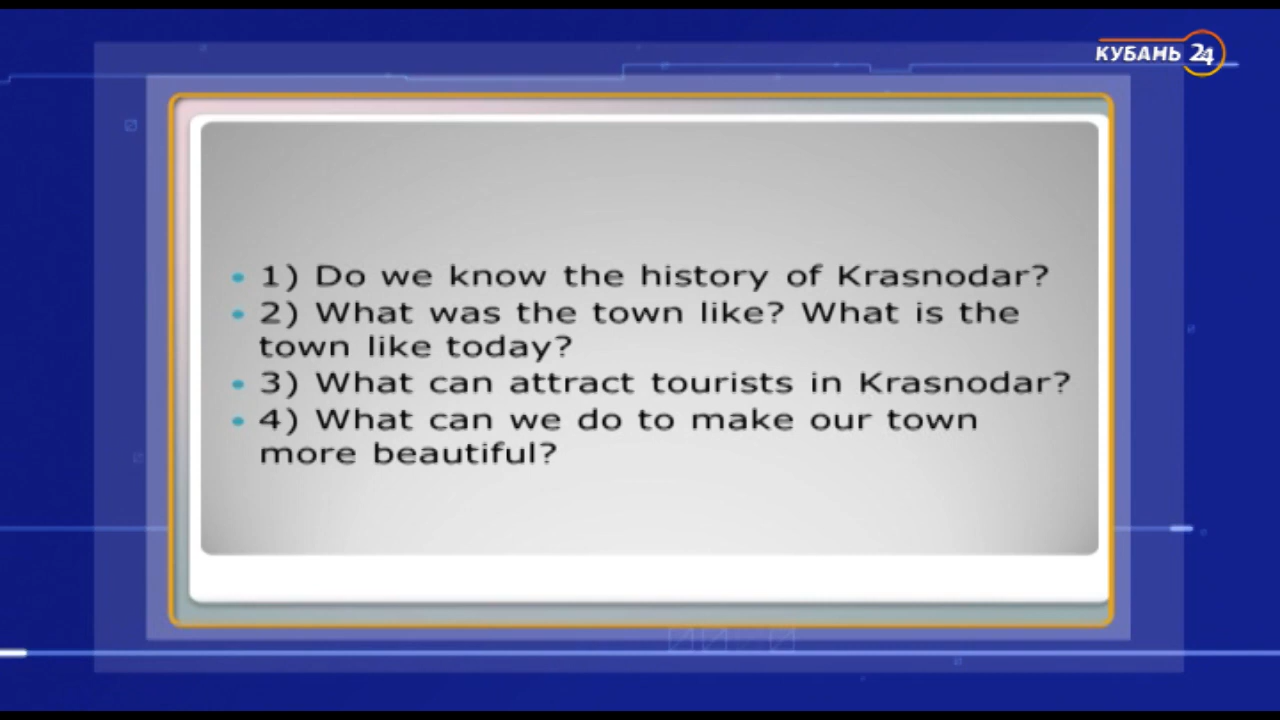 КУБАНЬ 24
1) Do we know the history of Krasnodar?
2) What was the town like? What is the
town like today?
3) What can attract tourists in Krasnodar?
4) What can we do to make our town
more beautiful?